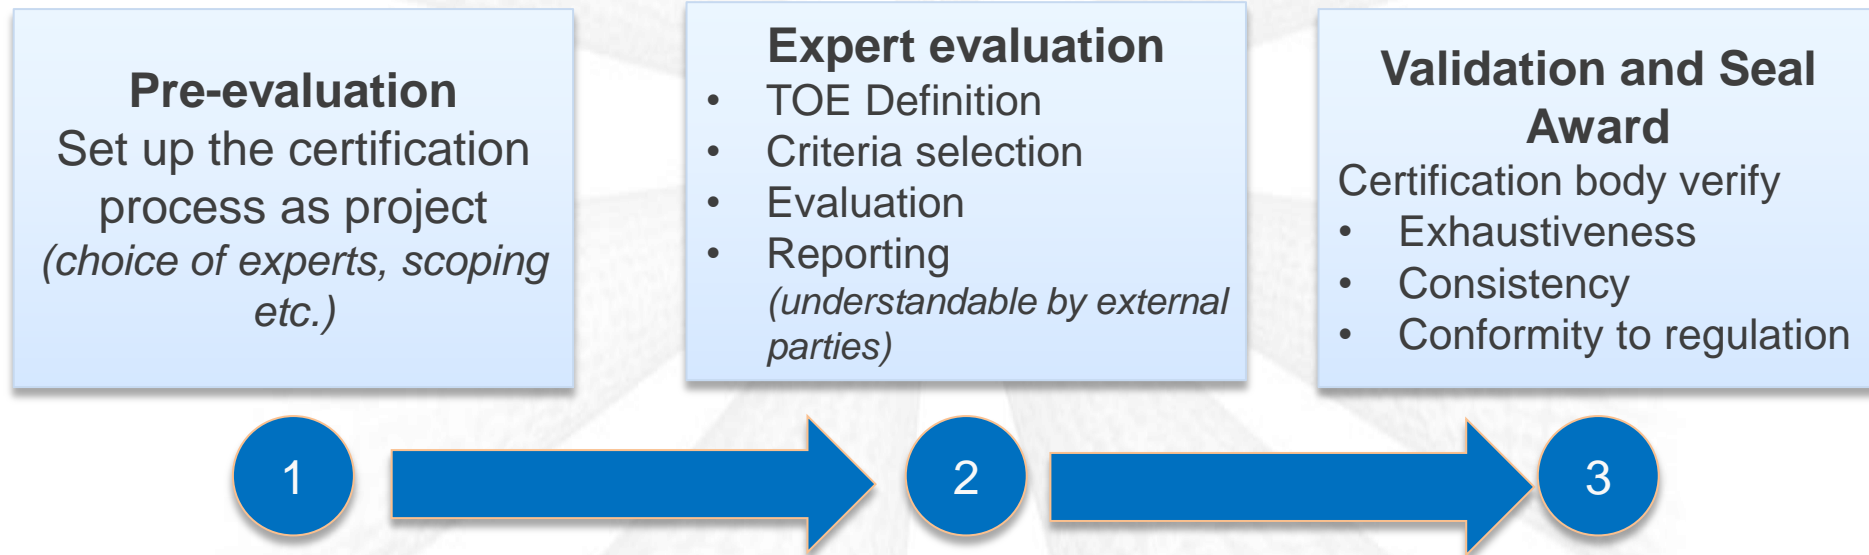 Pre-evaluation
Set up the certification
process as project
(choice of experts, scoping
etc.)
Expert evaluation
• TOE Definition
• Criteria selection
• Evaluation
• Reporting
(understandable by external
parties)
Validation and Seal
Award
Certification body verify
• Exhaustiveness
• Consistency
• Conformity to regulation
1
2
3